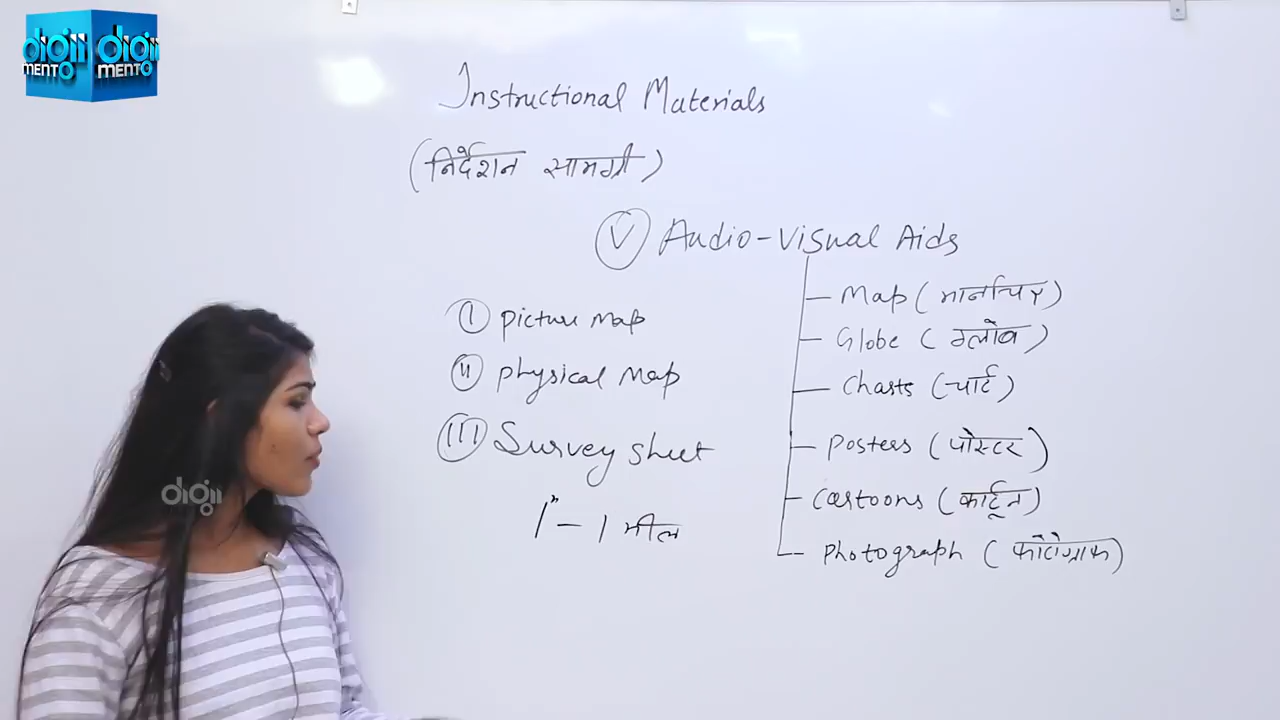 digii digii
MENTO MENTO
Instructional Materials
(निर्देशन सामग्री)
V Audio-Visual Aids
Map (मानचित्र)
Globe (ग्लोब)
Charts (चार्ट)
Posters (पोस्टर)
Cartoons (कार्टून)
Photograph (फोटोग्राफ)
I picture Map
II physical Map
III Survey sheet
1" - 1 मील
digii